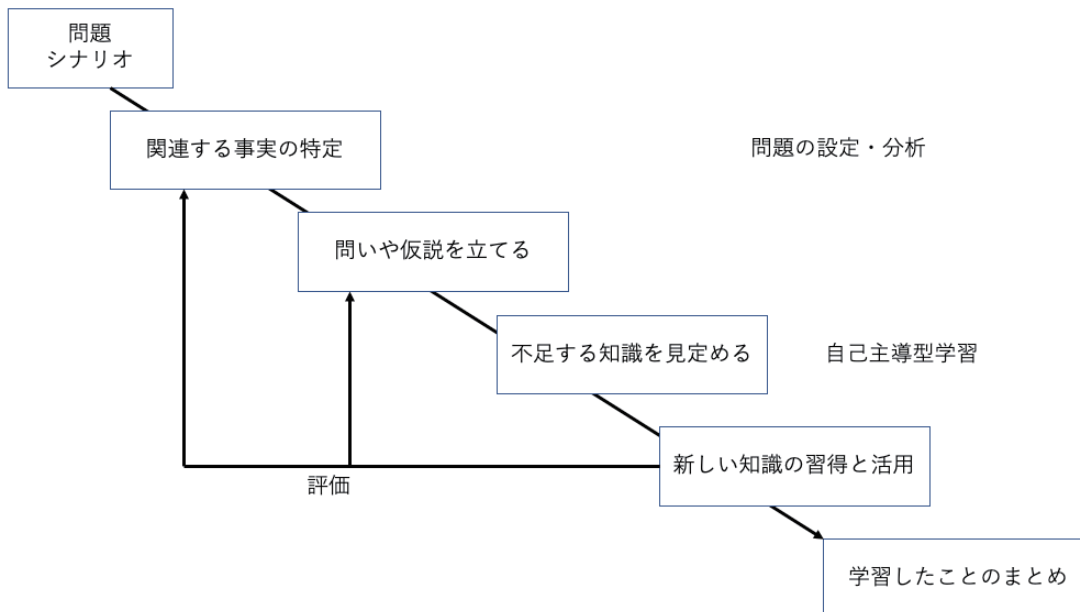 問題
シナリオ
関連する事実の特定
問題の設定・分析
問いや仮説を立てる
不足する知識を見定める
自己主導型学習
新しい知識の習得と活用
評価
学習したことのまとめ